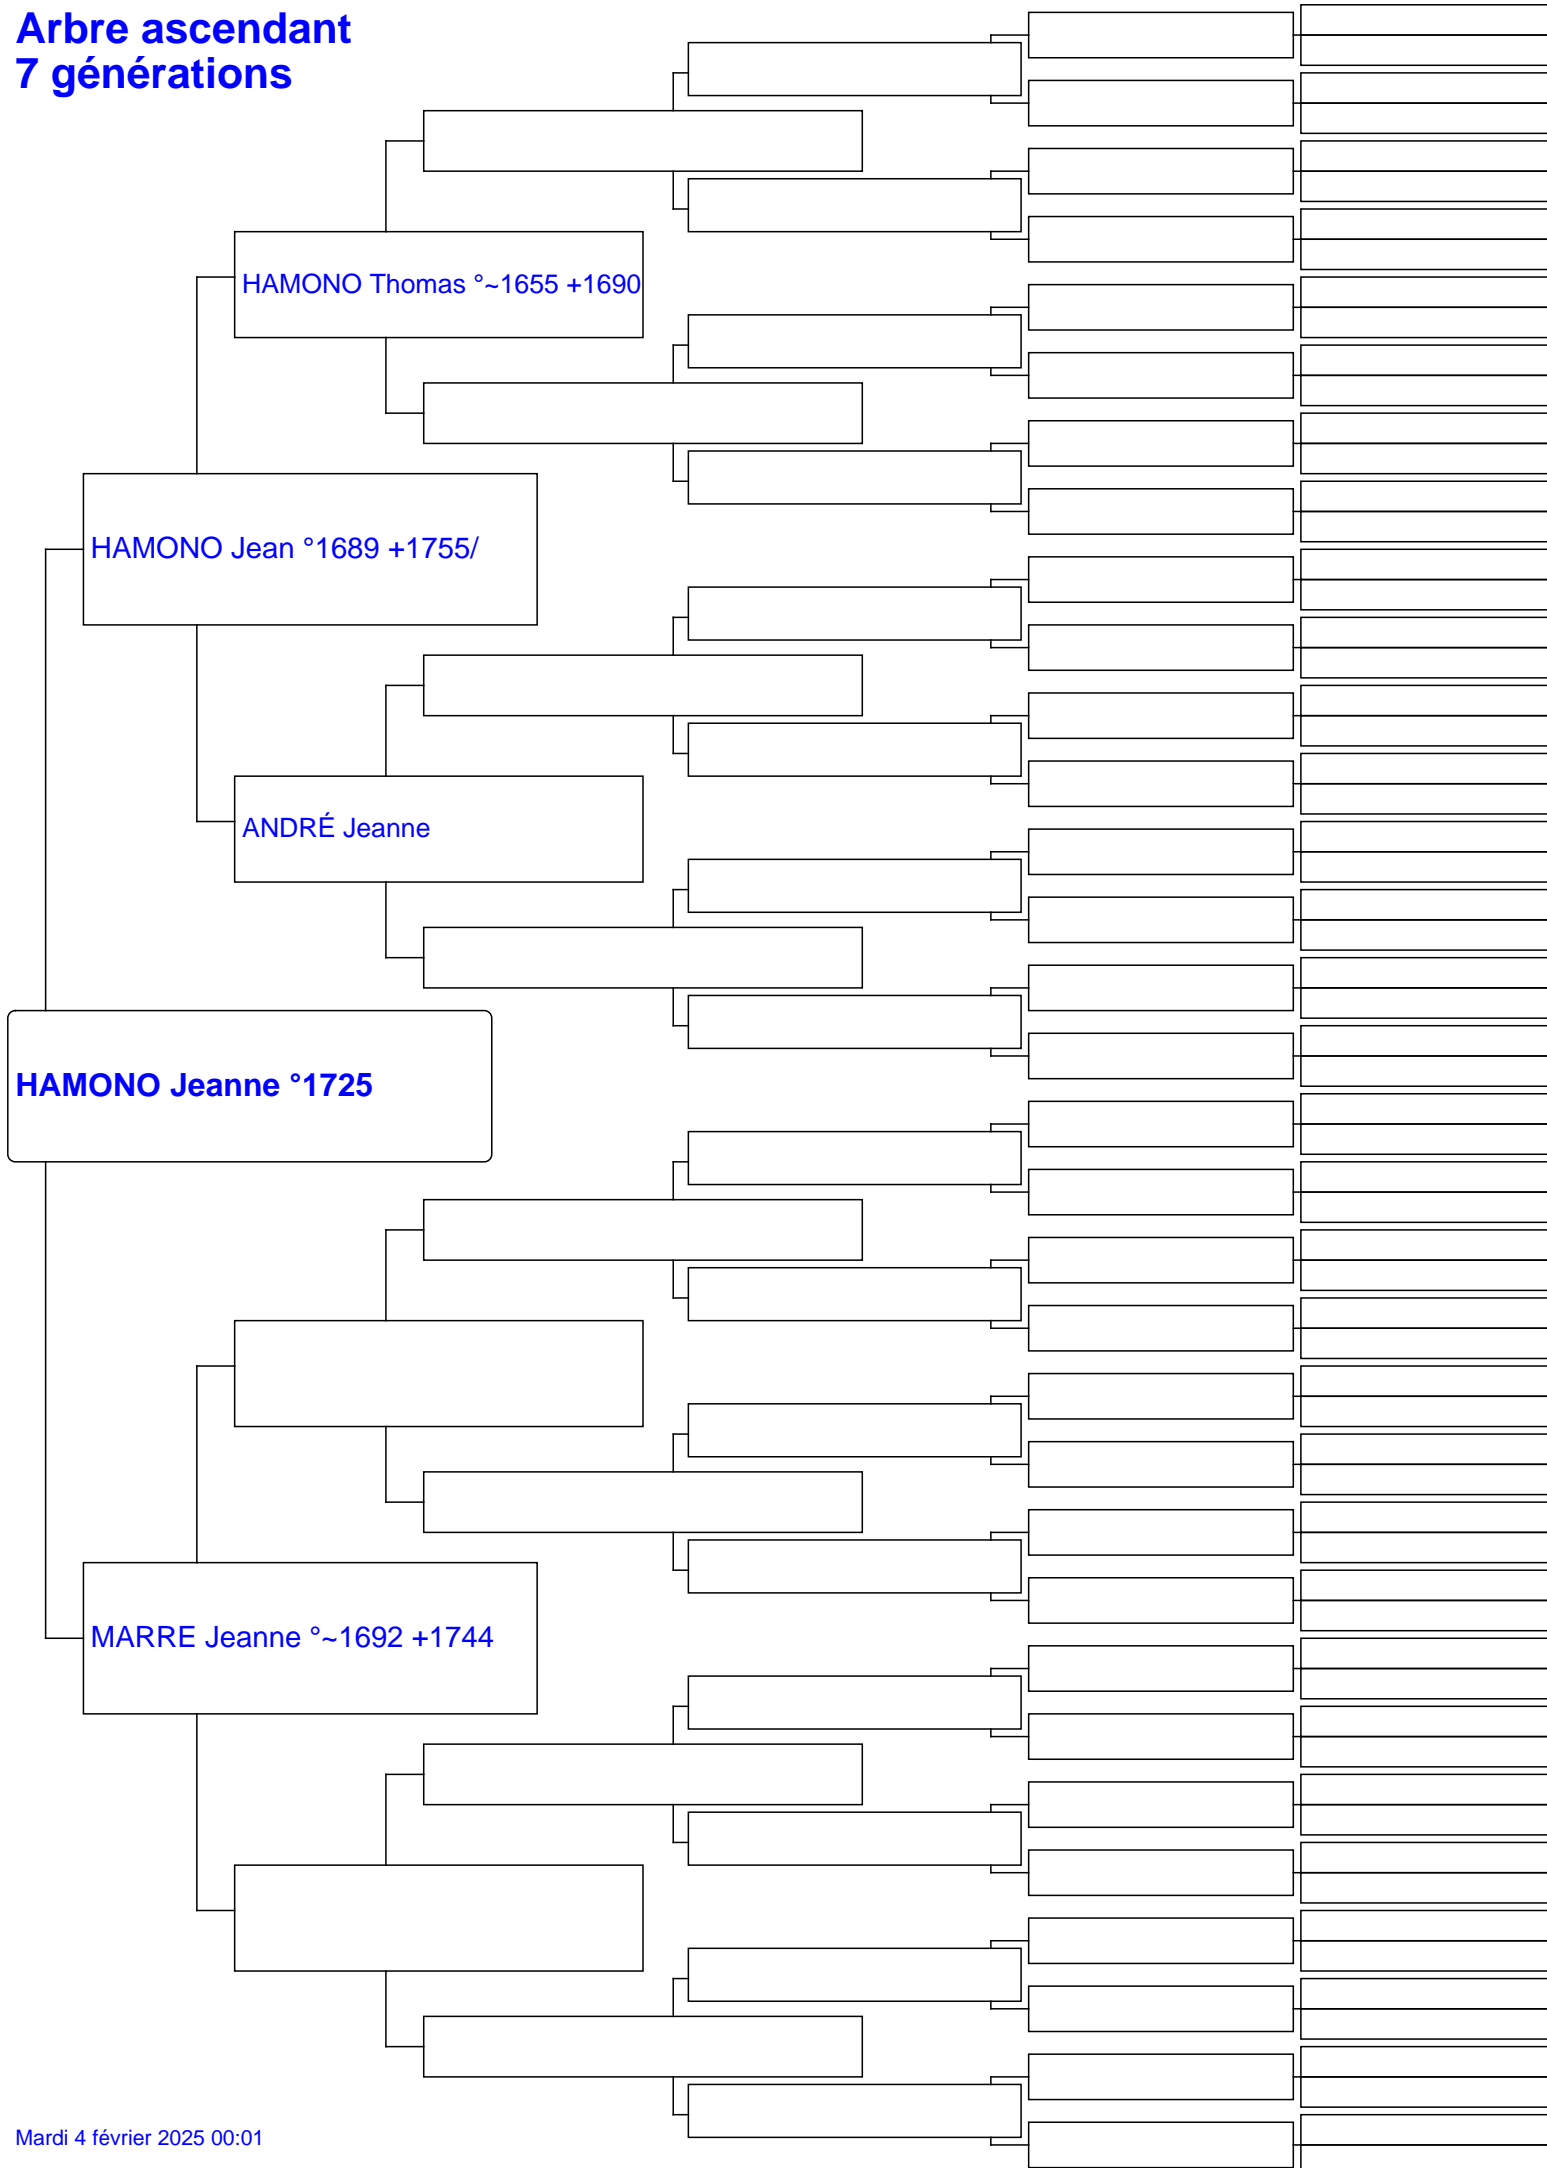 Arbre ascendant
7 générations
HAMONO Thomas °~1655 +1690
HAMONO Jean °1689 +1755/
ANDRÉ Jeanne
HAMONO Jeanne °1725
MARRE Jeanne °~1692 +1744
Mardi 4 février 2025 00:01